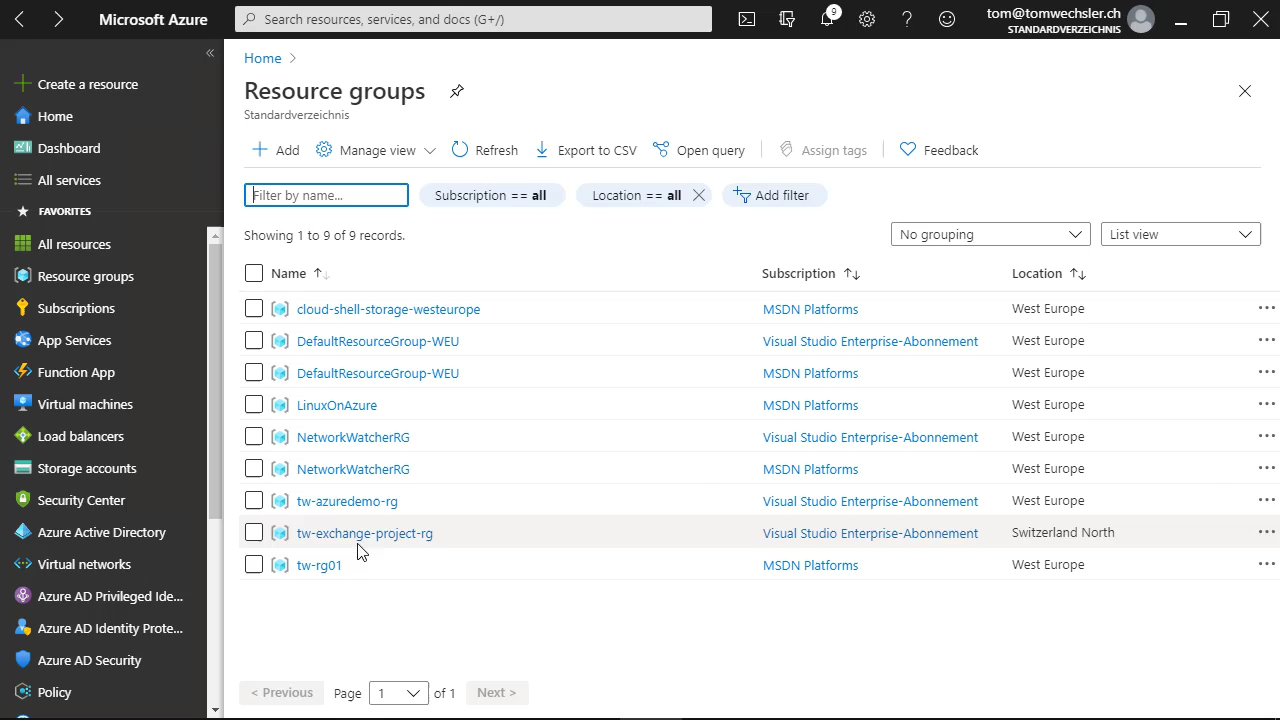 Microsoft Azure
Search resources, services, and docs (G+/)
9
tom@tomwechsler.ch
STANDARDVERZEICHNIS
Create a resource
Home
Dashboard
All services
FAVORITES
All resources
Resource groups
Subscriptions
App Services
Function App
Virtual machines
Load balancers
Storage accounts
Security Center
Azure Active Directory
Virtual networks
Azure AD Privileged Ide...
Azure AD Identity Prote...
Azure AD Security
Policy
Home
Resource groups
Standardverzeichnis
Add Manage view Refresh Export to CSV Open query Assign tags Feedback
Filter by name... Subscription == all Location == all Add filter
Showing 1 to 9 of 9 records. No grouping List view
Name Subscription Location
cloud-shell-storage-westeurope MSDN Platforms West Europe
DefaultResourceGroup-WEU Visual Studio Enterprise-Abonnement West Europe
DefaultResourceGroup-WEU MSDN Platforms West Europe
LinuxOnAzure MSDN Platforms West Europe
NetworkWatcherRG Visual Studio Enterprise-Abonnement West Europe
NetworkWatcherRG MSDN Platforms West Europe
tw-azuredemo-rg Visual Studio Enterprise-Abonnement West Europe
tw-exchange-project-rg Visual Studio Enterprise-Abonnement Switzerland North
tw-rg01 MSDN Platforms West Europe
< Previous Page 1 of 1 Next >